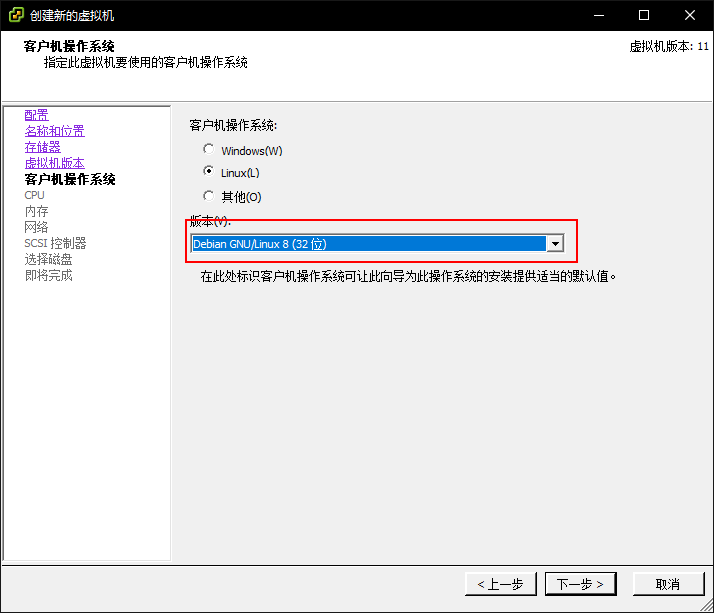 创建新的虚拟机
客户机操作系统
指定此虚拟机要使用的客户机操作系统
虚拟机版本: 11
配置
名称和位置
存储器
虚拟机版本
客户机操作系统
CPU
内存
网络
SCSI 控制器
选择磁盘
即将完成
客户机操作系统:
Windows(W)
Linux(L)
其他(O)
版本(V):
Debian GNU/Linux 8 (32 位)
在此处标识客户机操作系统可让此向导为此操作系统的安装提供适当的默认值。
< 上一步
下一步 >
取消